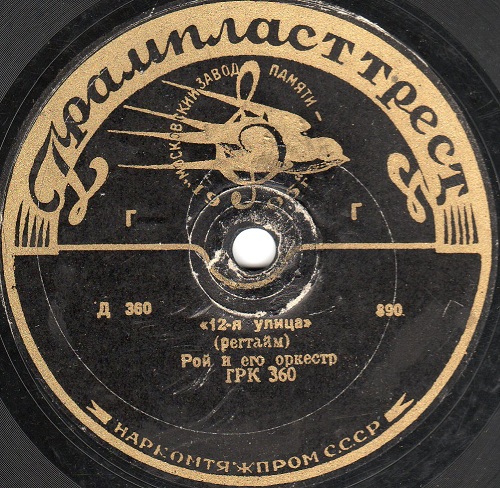 Грампласттрест
"МОСКОВСКИЙ ЗАВОД ПАМЯТИ —
Г Г
Д 360 890.
«12-я улица»
(регтайм)
Рой и его оркестр
ГРК 360
НАРКОМТЯЖПРОМ СССР